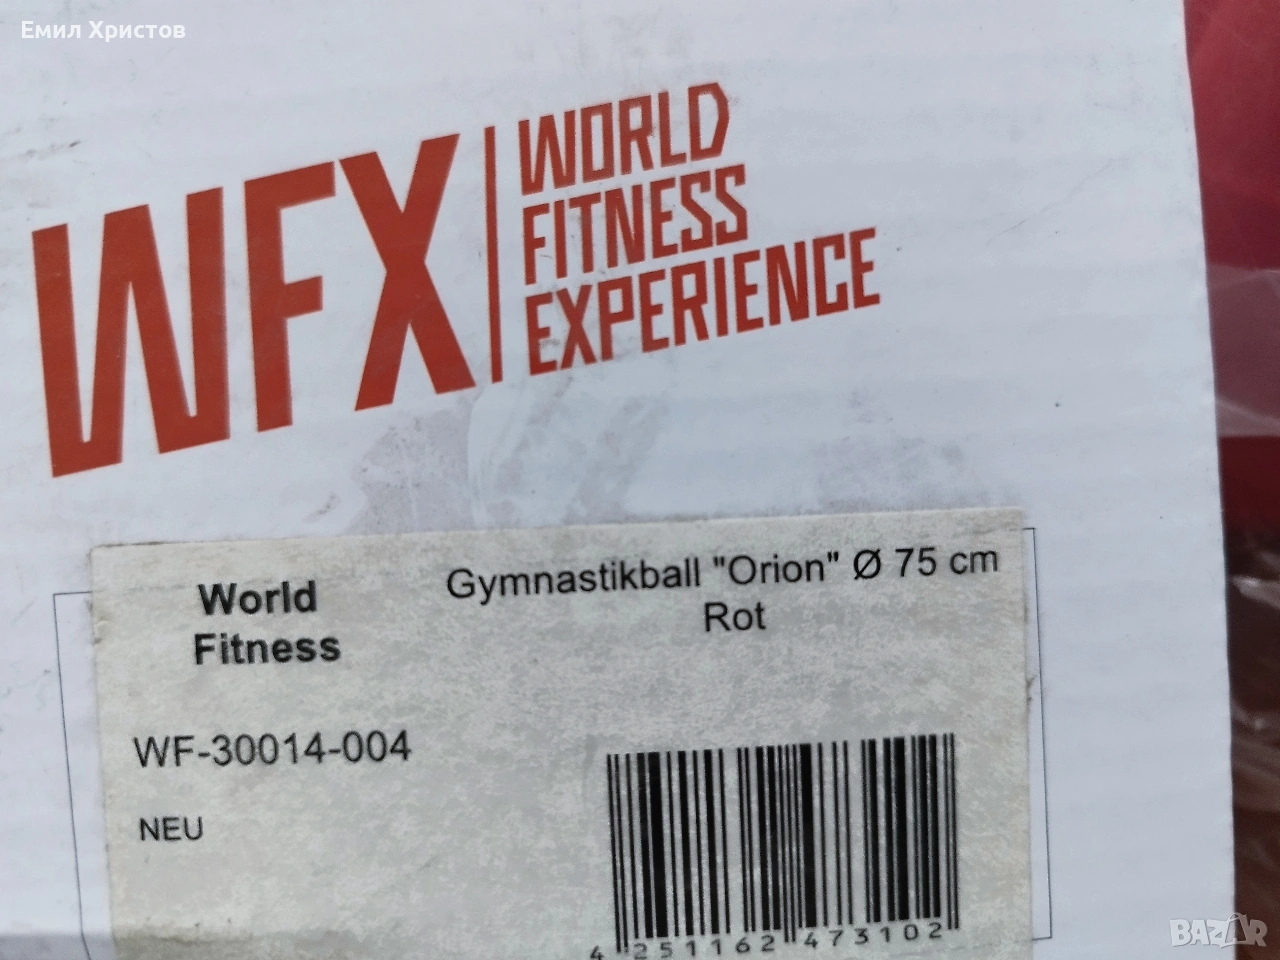 Емил Христов
WFX
WORLD
FITNESS
EXPERIENCE
World
Fitness
Gymnastikball "Orion" Ø 75 cm
Rot
WF-30014-004
NEU
4 251162 473102
BAZAR